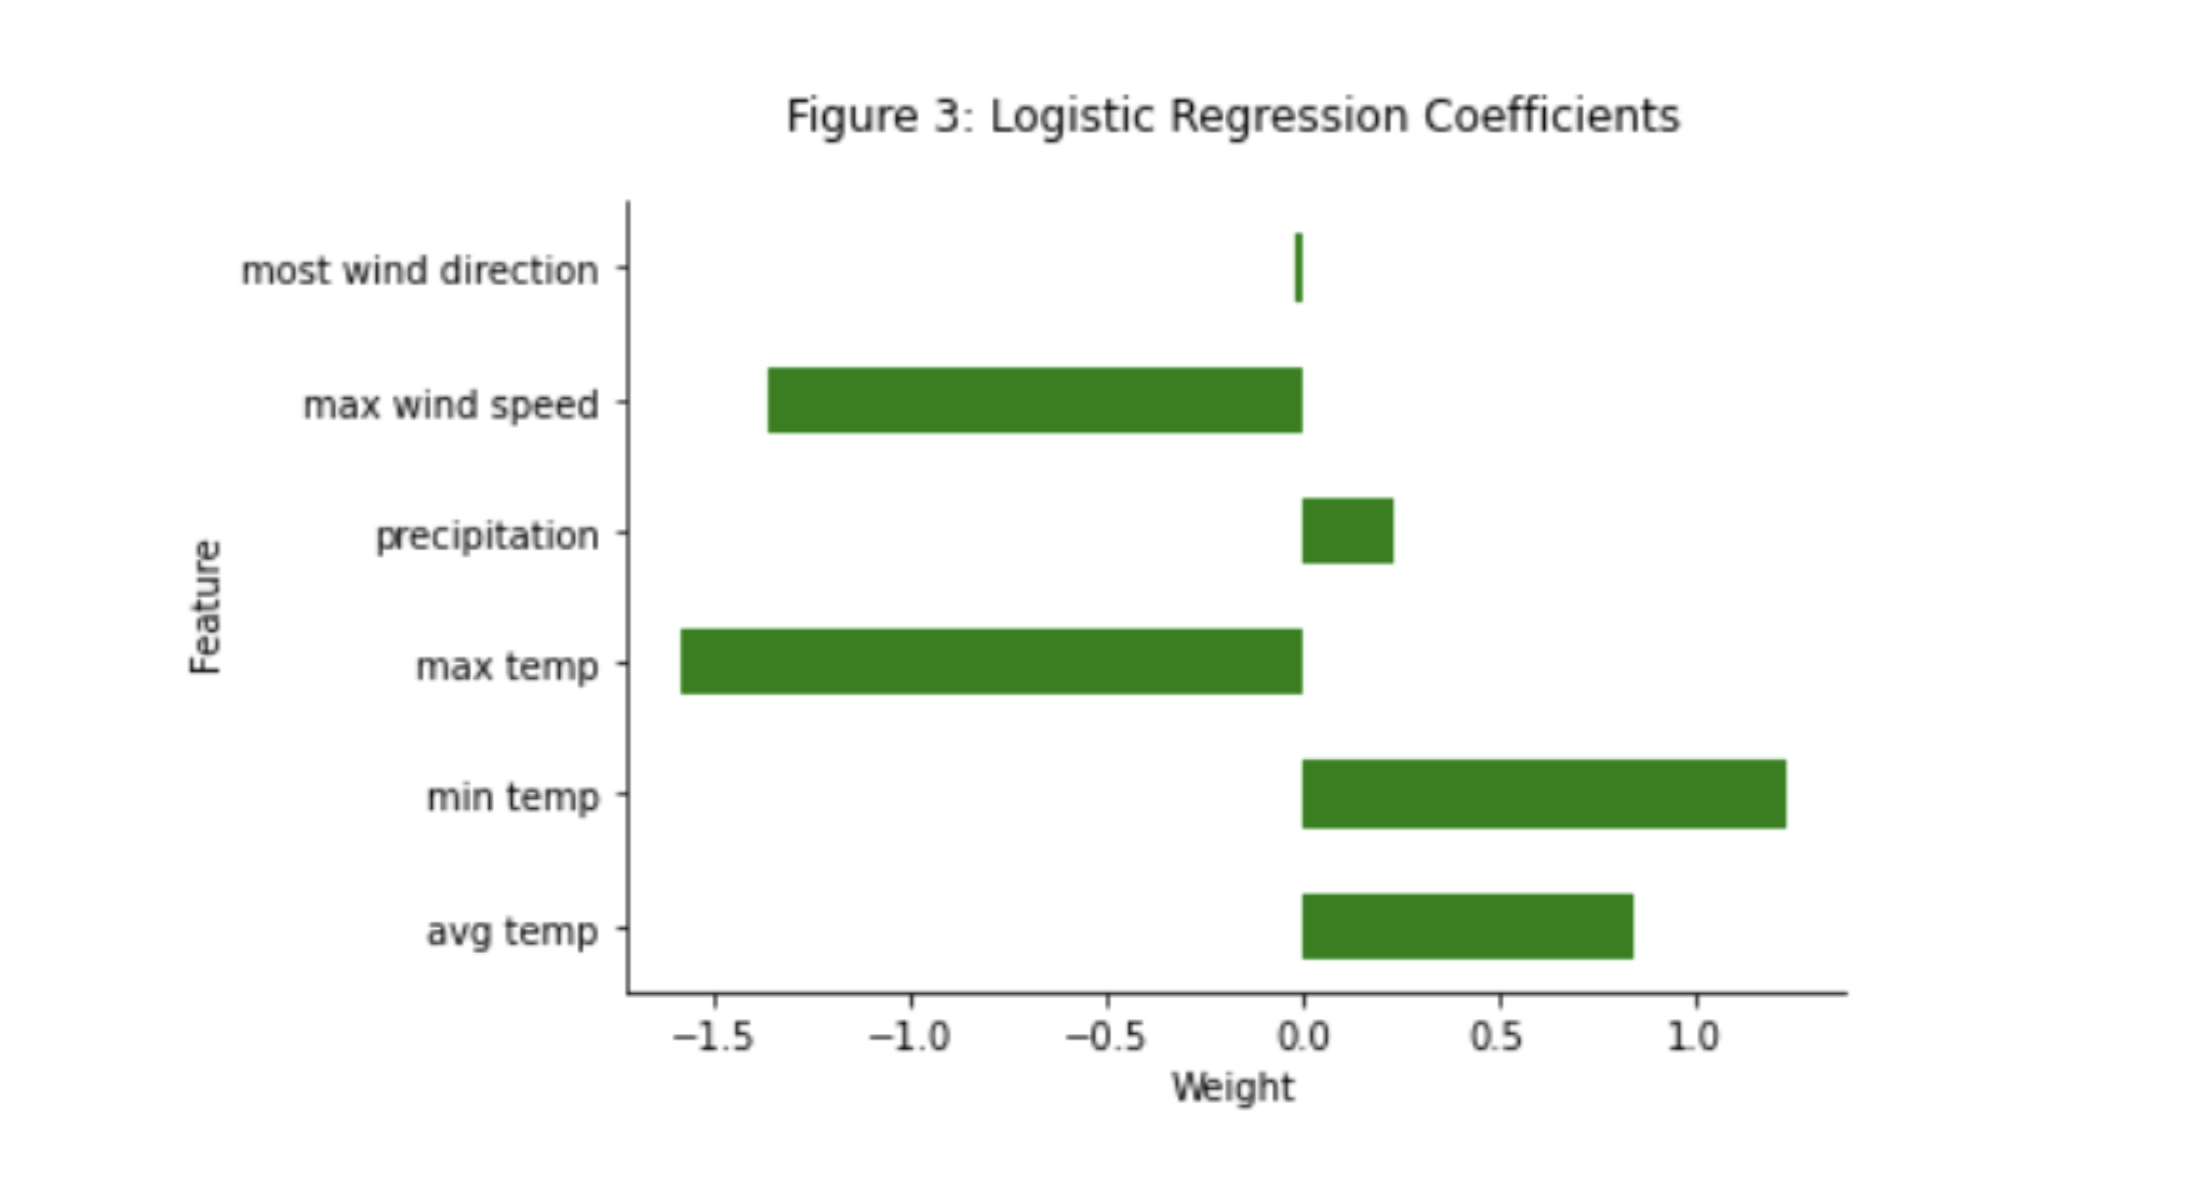 Figure 3: Logistic Regression Coefficients
most wind direction
max wind speed
precipitation
max temp
min temp
avg temp
Feature
−1.5 −1.0 −0.5 0.0 0.5 1.0
Weight